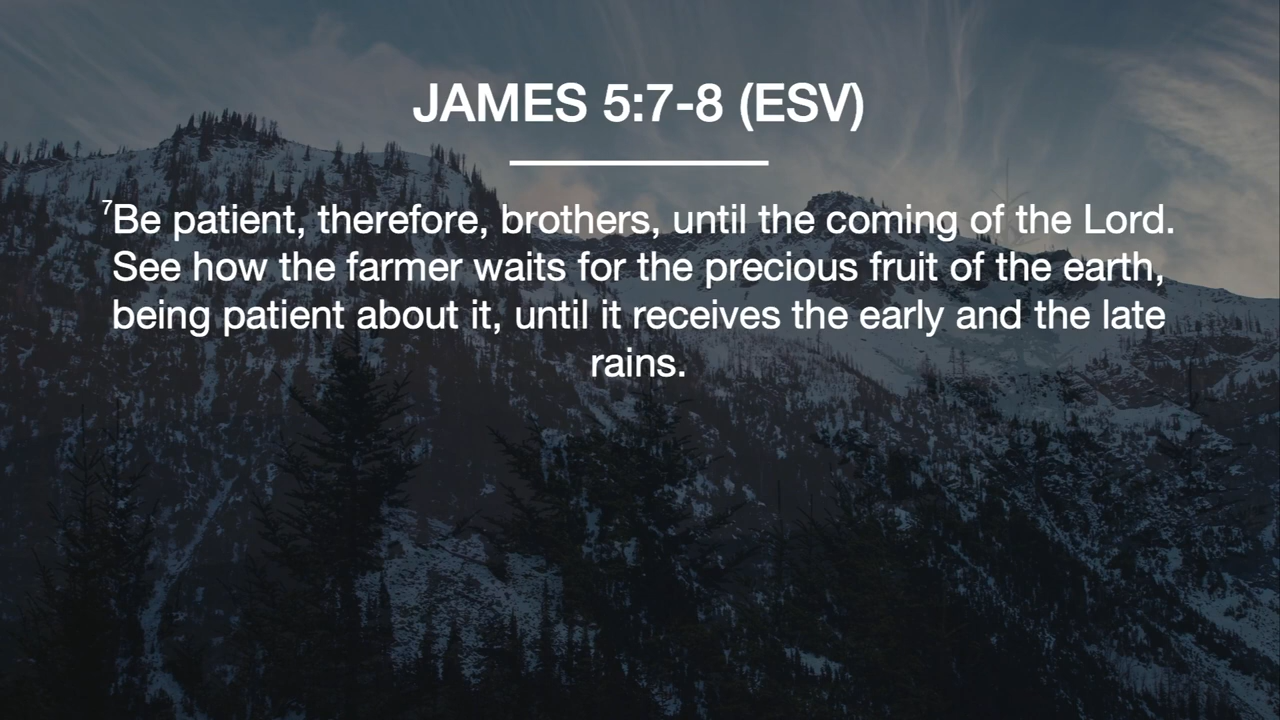 JAMES 5:7-8 (ESV)
⁷Be patient, therefore, brothers, until the coming of the Lord.
See how the farmer waits for the precious fruit of the earth,
being patient about it, until it receives the early and the late
rains.